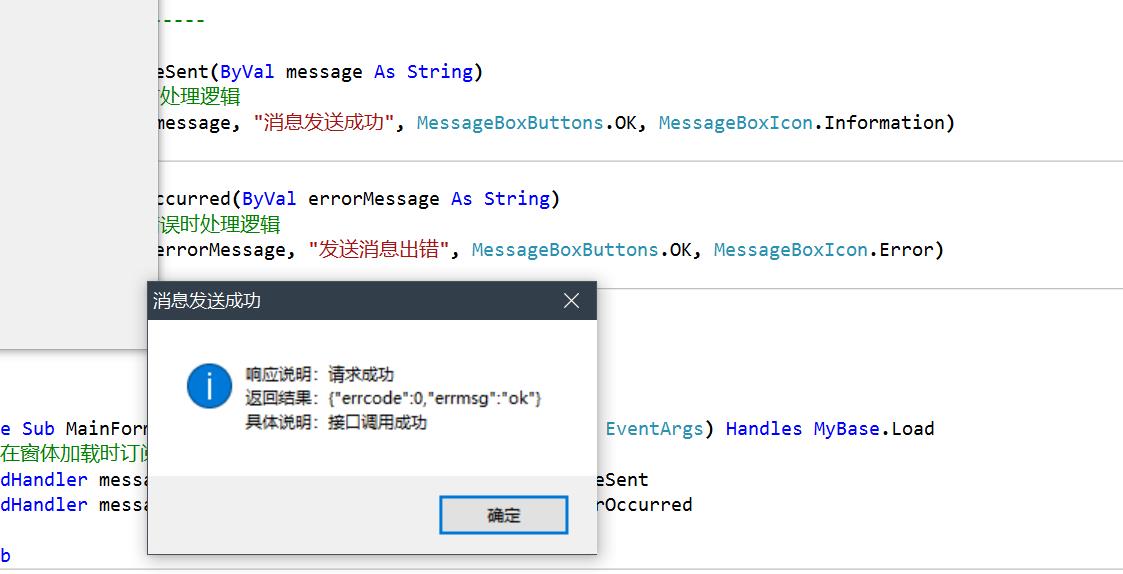 -----
eSent(ByVal message As String)
处理逻辑
message, "消息发送成功", MessageBoxButtons.OK, MessageBoxIcon.Information)
ccurred(ByVal errorMessage As String)
误时处理逻辑
errorMessage, "发送消息出错", MessageBoxButtons.OK, MessageBoxIcon.Error)
消息发送成功
响应说明：请求成功
返回结果：{"errcode":0,"errmsg":"ok"}
具体说明：接口调用成功
确定
e Sub MainForm
EventArgs) Handles MyBase.Load
在窗体加载时订阅
dHandler messa
eSent
dHandler messa
rOccurred
b